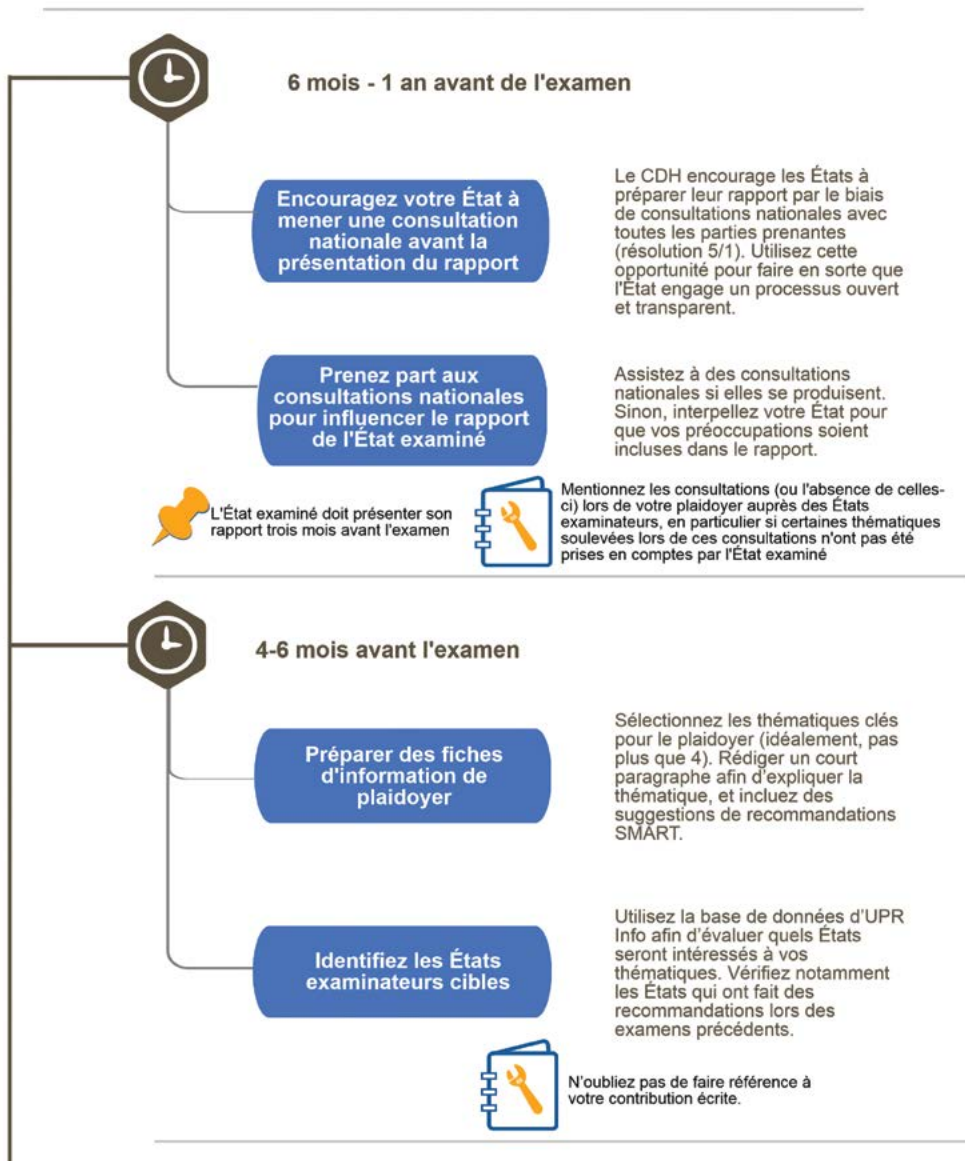 6 mois - 1 an avant de l'examen
Encouragez votre État à
mener une consultation
nationale avant la
présentation du rapport
Le CDH encourage les États à
préparer leur rapport par le biais
de consultations nationales avec
toutes les parties prenantes
(résolution 5/1). Utilisez cette
opportunité pour faire en sorte que
l'État engage un processus ouvert
et transparent.
Prenez part aux
consultations nationales
pour influencer le rapport
de l'État examiné
Assistez à des consultations
nationales si elles se produisent.
Sinon, interpellez votre État pour
que vos préoccupations soient
incluses dans le rapport.
L'État examiné doit présenter son
rapport trois mois avant l'examen
Mentionnez les consultations (ou l'absence de celles-
ci) lors de votre plaidoyer auprès des États
examinateurs, en particulier si certaines thématiques
soulevées lors de ces consultations n'ont pas été
prises en comptes par l'État examiné
4-6 mois avant l'examen
Préparer des fiches
d'information de
plaidoyer
Sélectionnez les thématiques clés
pour le plaidoyer (idéalement, pas
plus que 4). Rédiger un court
paragraphe afin d'expliquer la
thématique, et incluez des
suggestions de recommandations
SMART.
Identifiez les États
examinateurs cibles
Utilisez la base de données d'UPR
Info afin d'évaluer quels États
seront intéressés à vos
thématiques. Vérifiez notamment
les États qui ont fait des
recommandations lors des
examens précédents.
N'oubliez pas de faire référence à
votre contribution écrite.